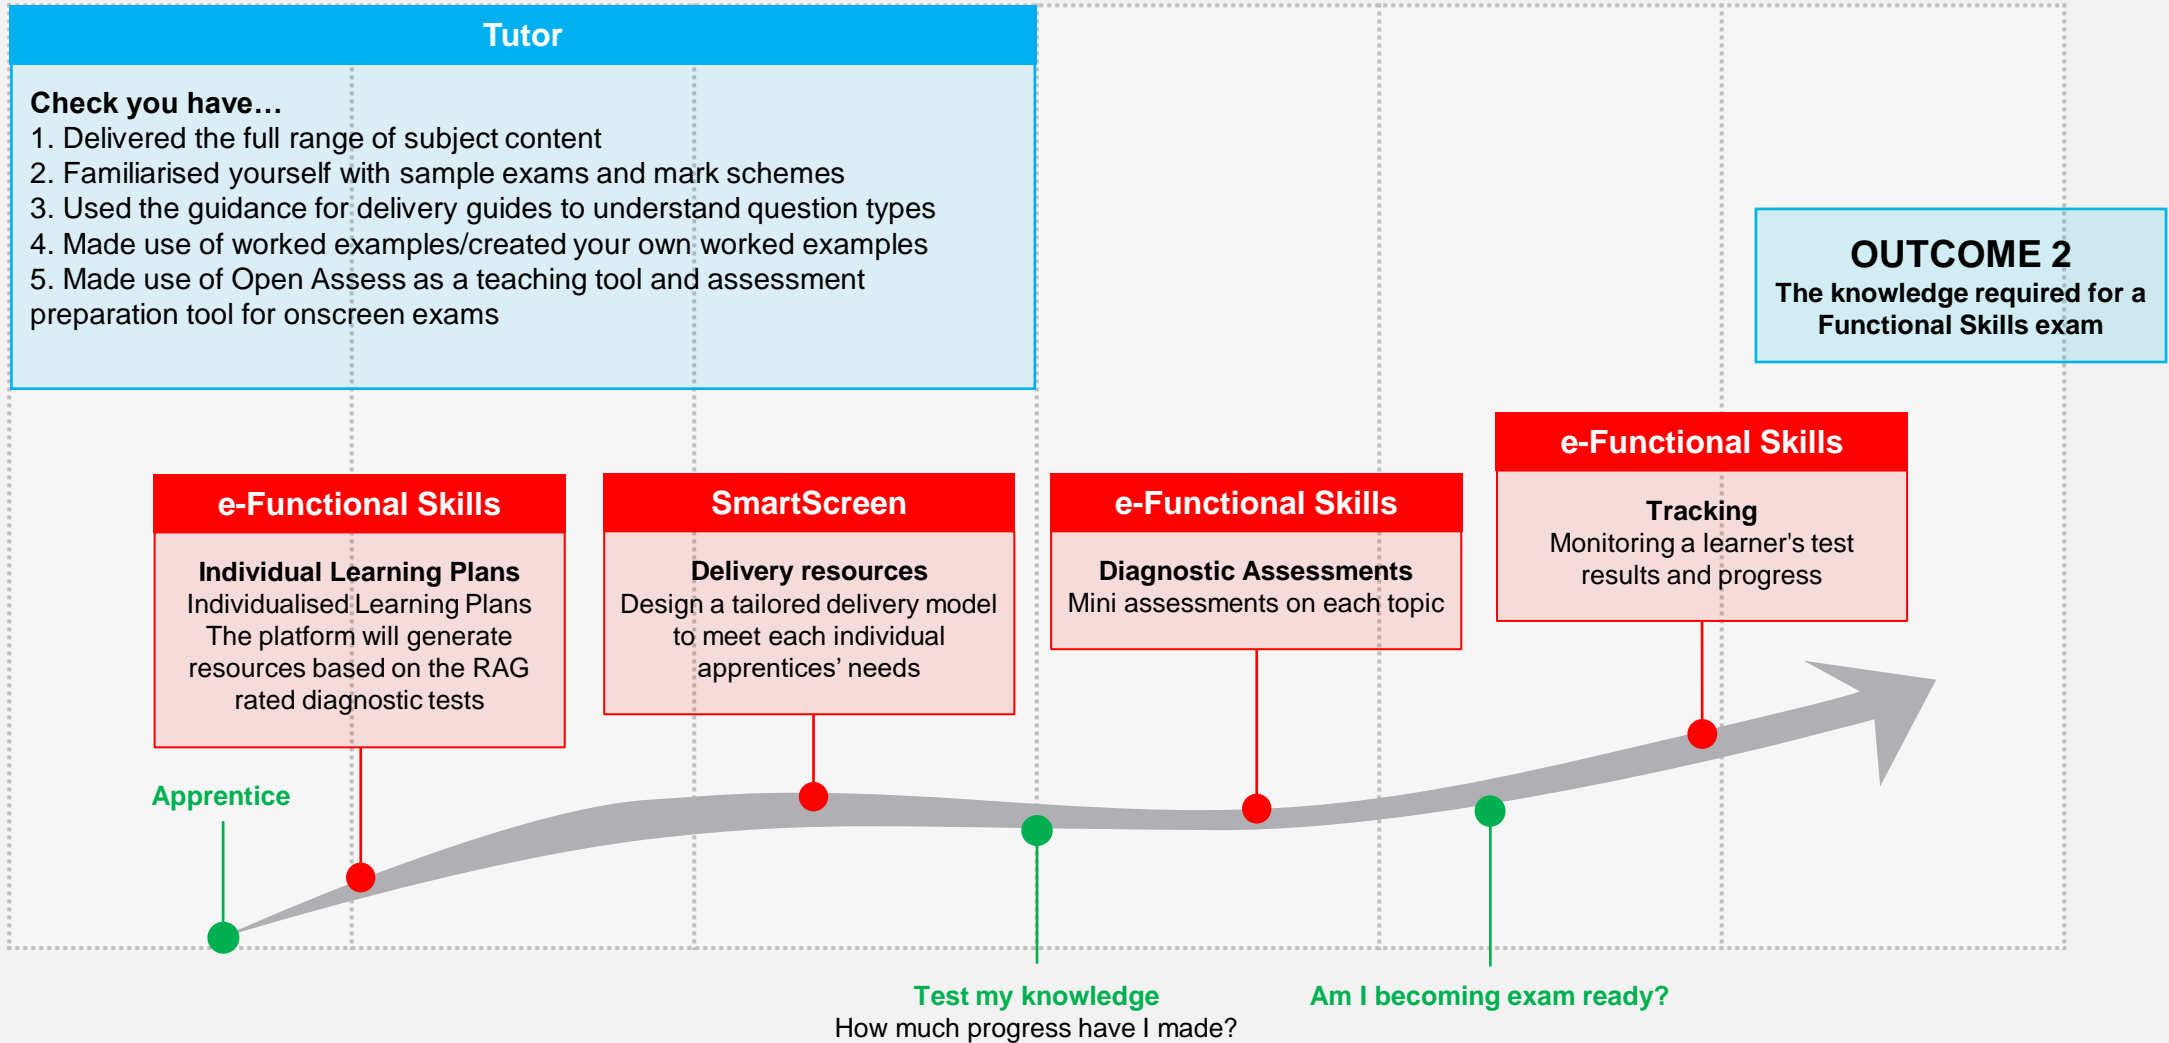 Tutor
Check you have…
1. Delivered the full range of subject content
2. Familiarised yourself with sample exams and mark schemes
3. Used the guidance for delivery guides to understand question types
4. Made use of worked examples/created your own worked examples
5. Made use of Open Assess as a teaching tool and assessment
preparation tool for onscreen exams
OUTCOME 2
The knowledge required for a
Functional Skills exam
e-Functional Skills
Individual Learning Plans
Individualised Learning Plans
The platform will generate
resources based on the RAG
rated diagnostic tests
SmartScreen
Delivery resources
Design a tailored delivery model
to meet each individual
apprentices’ needs
e-Functional Skills
Diagnostic Assessments
Mini assessments on each topic
e-Functional Skills
Tracking
Monitoring a learner's test
results and progress
Apprentice
Test my knowledge
How much progress have I made?
Am I becoming exam ready?